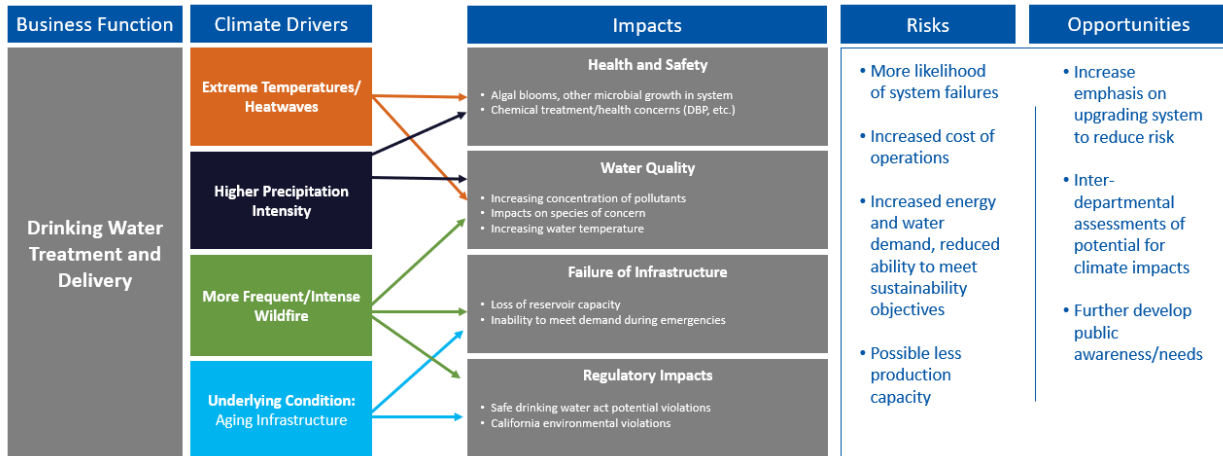 Business Function
Climate Drivers
Impacts
Risks
Opportunities
Drinking Water
Treatment and
Delivery
Extreme Temperatures/
Heatwaves
Higher Precipitation
Intensity
More Frequent/Intense
Wildfire
Underlying Condition:
Aging Infrastructure
Health and Safety
• Algal blooms, other microbial growth in system
• Chemical treatment/health concerns (DBP, etc.)
Water Quality
• Increasing concentration of pollutants
• Impacts on species of concern
• Increasing water temperature
Failure of Infrastructure
• Loss of reservoir capacity
• Inability to meet demand during emergencies
Regulatory Impacts
• Safe drinking water act potential violations
• California environmental violations
• More likelihood
of system failures
• Increased cost of
operations
• Increased energy
and water
demand, reduced
ability to meet
sustainability
objectives
• Possible less
production
capacity
• Increase
emphasis on
upgrading system
to reduce risk
• Inter-
departmental
assessments of
potential for
climate impacts
• Further develop
public
awareness/needs